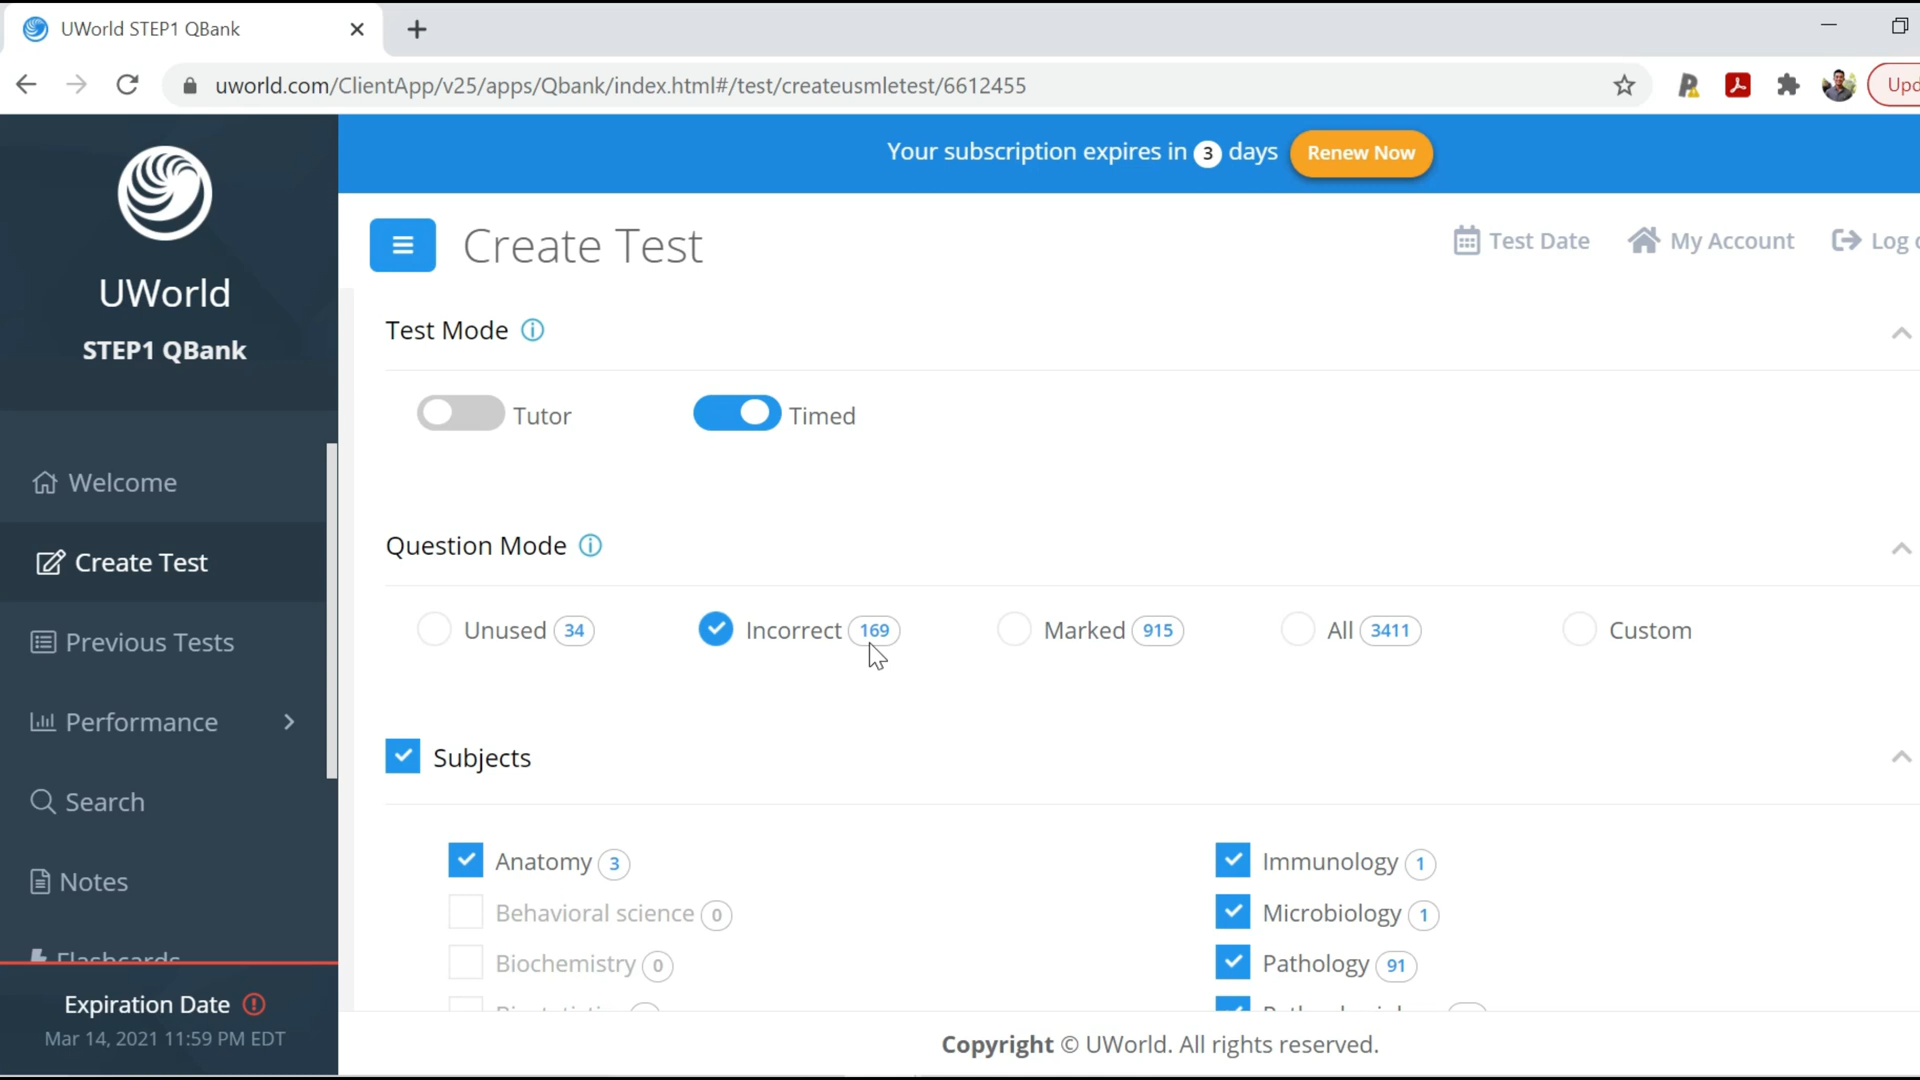 UWorld STEP1 QBank
uworld.com/ClientApp/v25/apps/Qbank/index.html#/test/createusmletest/6612455
Upd
Your subscription expires in 3 days Renew Now
UWorld
STEP1 QBank
Create Test
Test Date My Account Log
Test Mode
Tutor Timed
Welcome
Create Test
Previous Tests
Performance
Search
Notes
Flashcards
Expiration Date
Mar 14, 2021 11:59 PM EDT
Question Mode
Unused 34 Incorrect 169 Marked 915 All 3411 Custom
Subjects
Anatomy 3 Immunology 1
Behavioral science 0 Microbiology 1
Biochemistry 0 Pathology 91
Copyright © UWorld. All rights reserved.